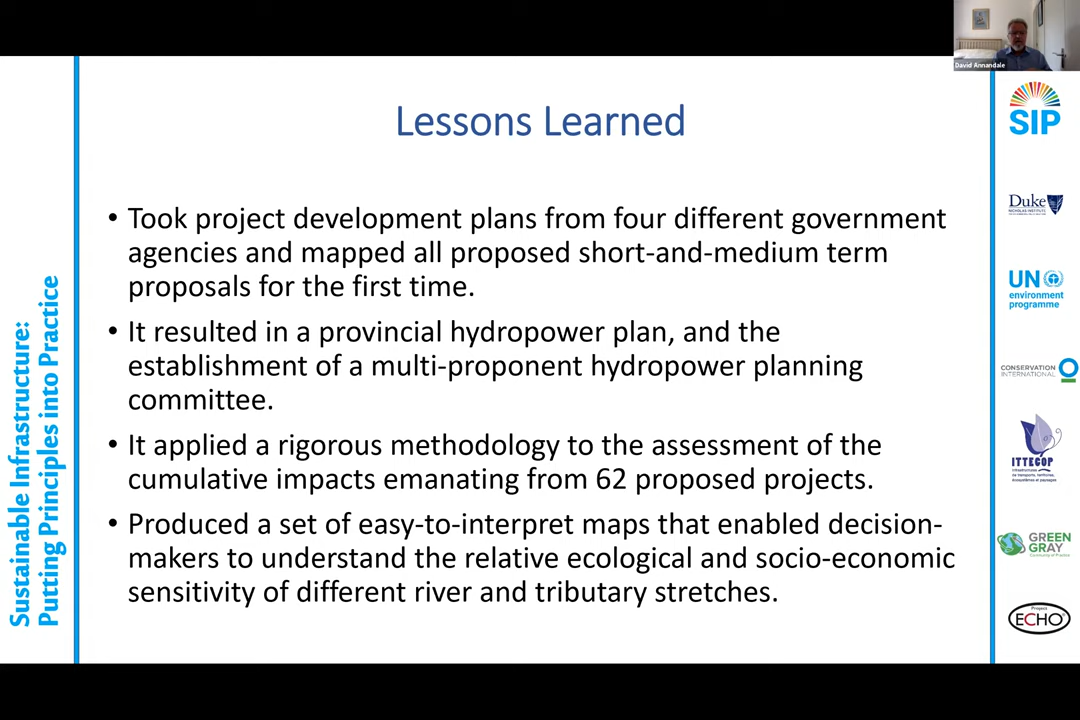 David Annandale
Lessons Learned
• Took project development plans from four different government
agencies and mapped all proposed short-and-medium term
proposals for the first time.
• It resulted in a provincial hydropower plan, and the
establishment of a multi-proponent hydropower planning
committee.
• It applied a rigorous methodology to the assessment of the
cumulative impacts emanating from 62 proposed projects.
• Produced a set of easy-to-interpret maps that enabled decision-
makers to understand the relative ecological and socio-economic
sensitivity of different river and tributary stretches.
Sustainable Infrastructure:
Putting Principles into Practice
SIP
Duke
UN
environment
programme
CONSERVATION
INTERNATIONAL
ITTECOP
GREEN
GRAY
Community of Practice
Project
ECHO